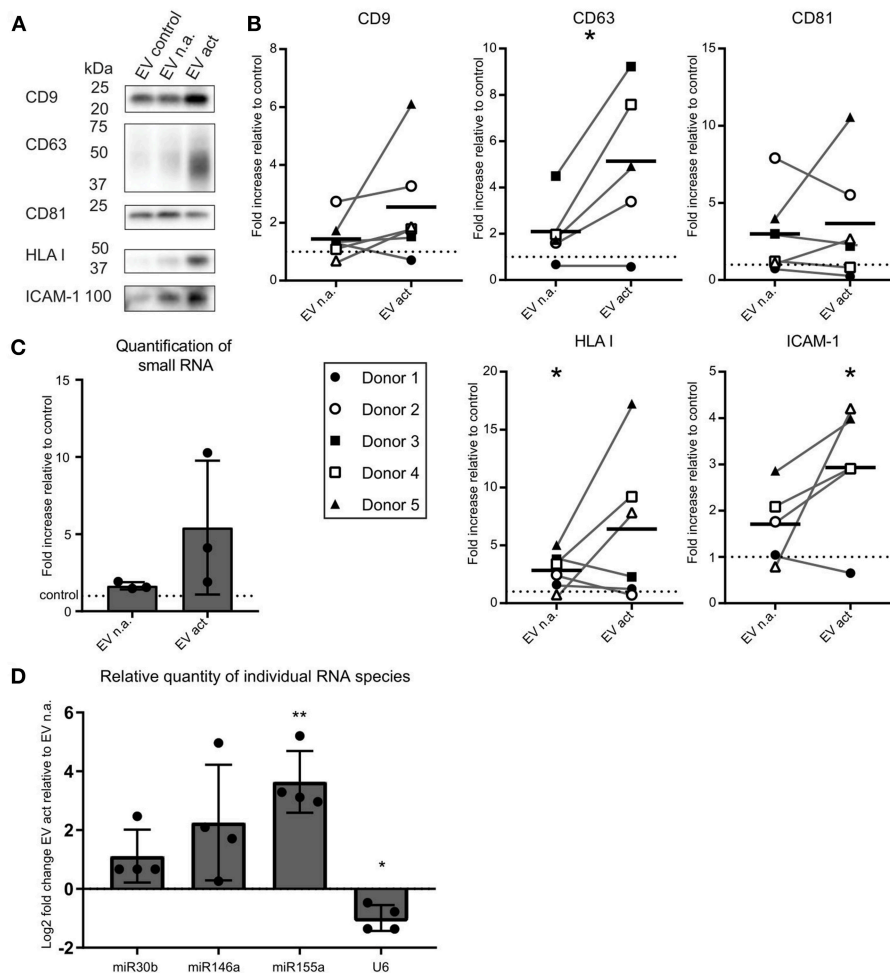 A
EV control
EV n.a.
EV act
kDa
CD9
25
20
CD63
75
50
37
CD81
25
HLA I
50
37
ICAM-1 100
B
CD9
Fold increase relative to control
8
6
4
2
0
EV n.a.
EV act
CD63
*
Fold increase relative to control
10
8
6
4
2
0
EV n.a.
EV act
CD81
Fold increase relative to control
15
10
5
0
EV n.a.
EV act
C
Quantification of
small RNA
Fold increase relative to control
15
10
5
control
0
EV n.a.
EV act
Donor 1
Donor 2
Donor 3
Donor 4
Donor 5
HLA I
*
Fold increase relative to control
20
15
10
5
0
EV n.a.
EV act
ICAM-1
*
Fold increase relative to control
5
4
3
2
1
0
EV n.a.
EV act
D
Relative quantity of individual RNA species
Log2 fold change EV act relative to EV n.a.
6
4
2
0
-2
**
*
miR30b
miR146a
miR155a
U6